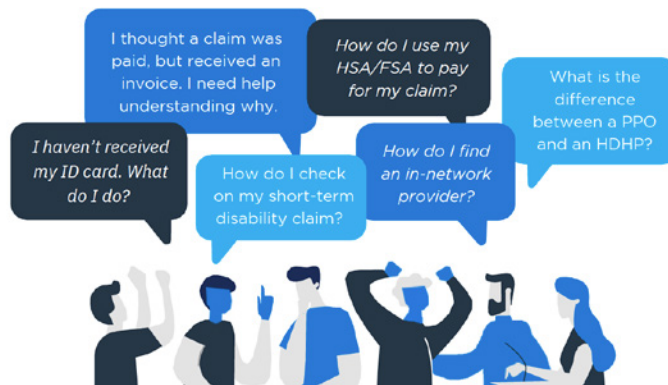 I thought a claim was
paid, but received an
invoice. I need help
understanding why.
How do I use my
HSA/FSA to pay
for my claim?
What is the
difference
between a PPO
and an HDHP?
I haven't received
my ID card. What
do I do?
How do I check
on my short-term
disability claim?
How do I find
an in-network
provider?